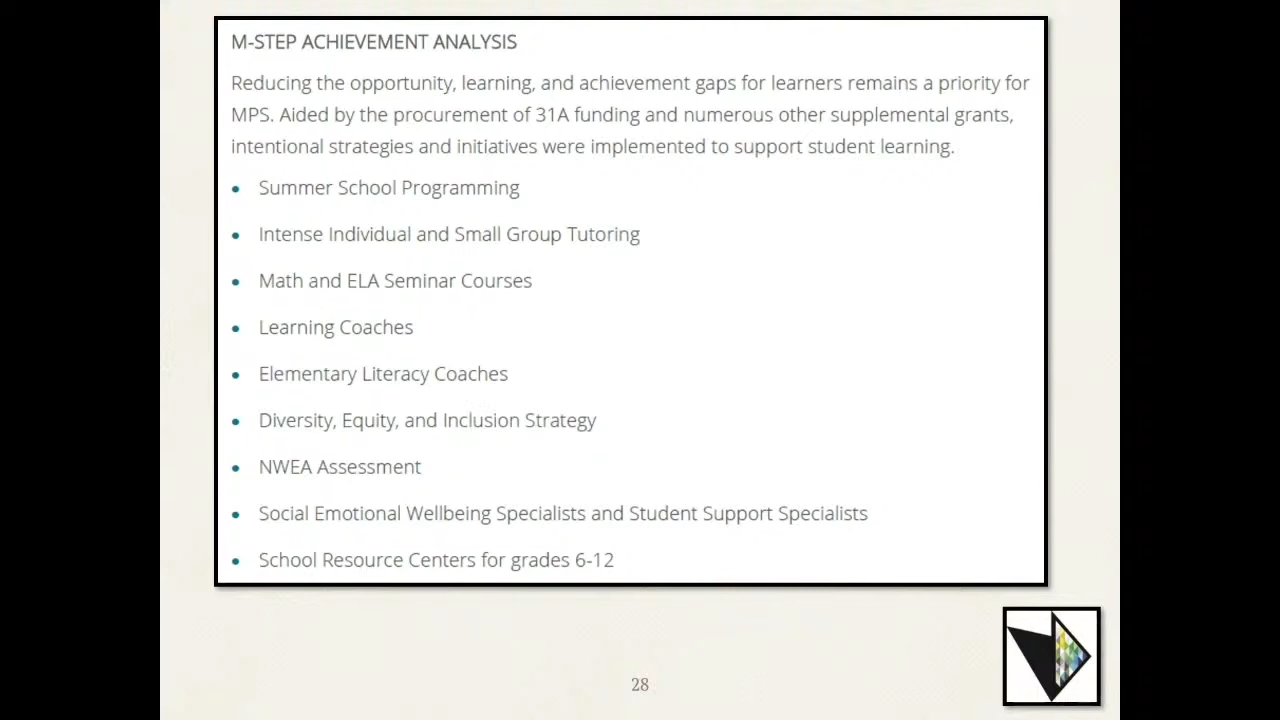 M-STEP ACHIEVEMENT ANALYSIS
Reducing the opportunity, learning, and achievement gaps for learners remains a priority for
MPS. Aided by the procurement of 31A funding and numerous other supplemental grants,
intentional strategies and initiatives were implemented to support student learning.
• Summer School Programming
• Intense Individual and Small Group Tutoring
• Math and ELA Seminar Courses
• Learning Coaches
• Elementary Literacy Coaches
• Diversity, Equity, and Inclusion Strategy
• NWEA Assessment
• Social Emotional Wellbeing Specialists and Student Support Specialists
• School Resource Centers for grades 6-12
28